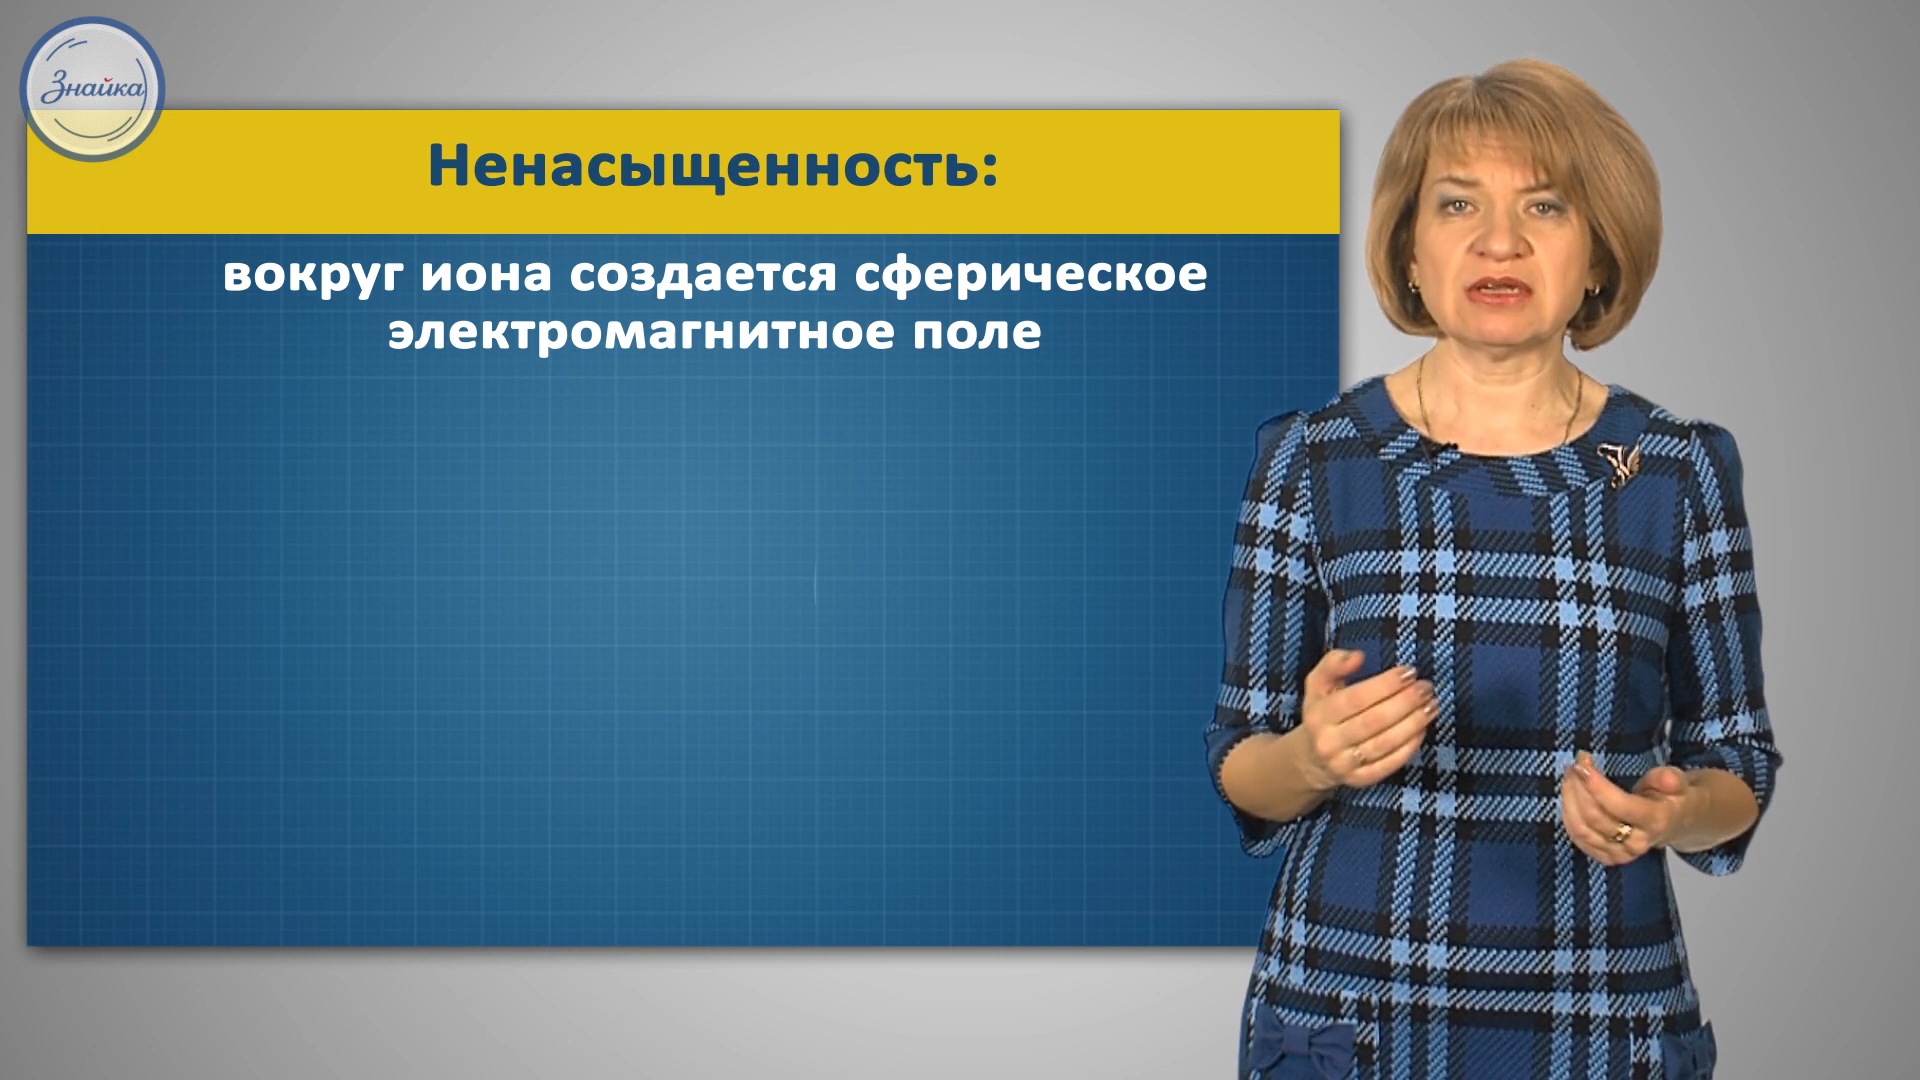 Знайка
Ненасыщенность:
вокруг иона создается сферическое
электромагнитное поле